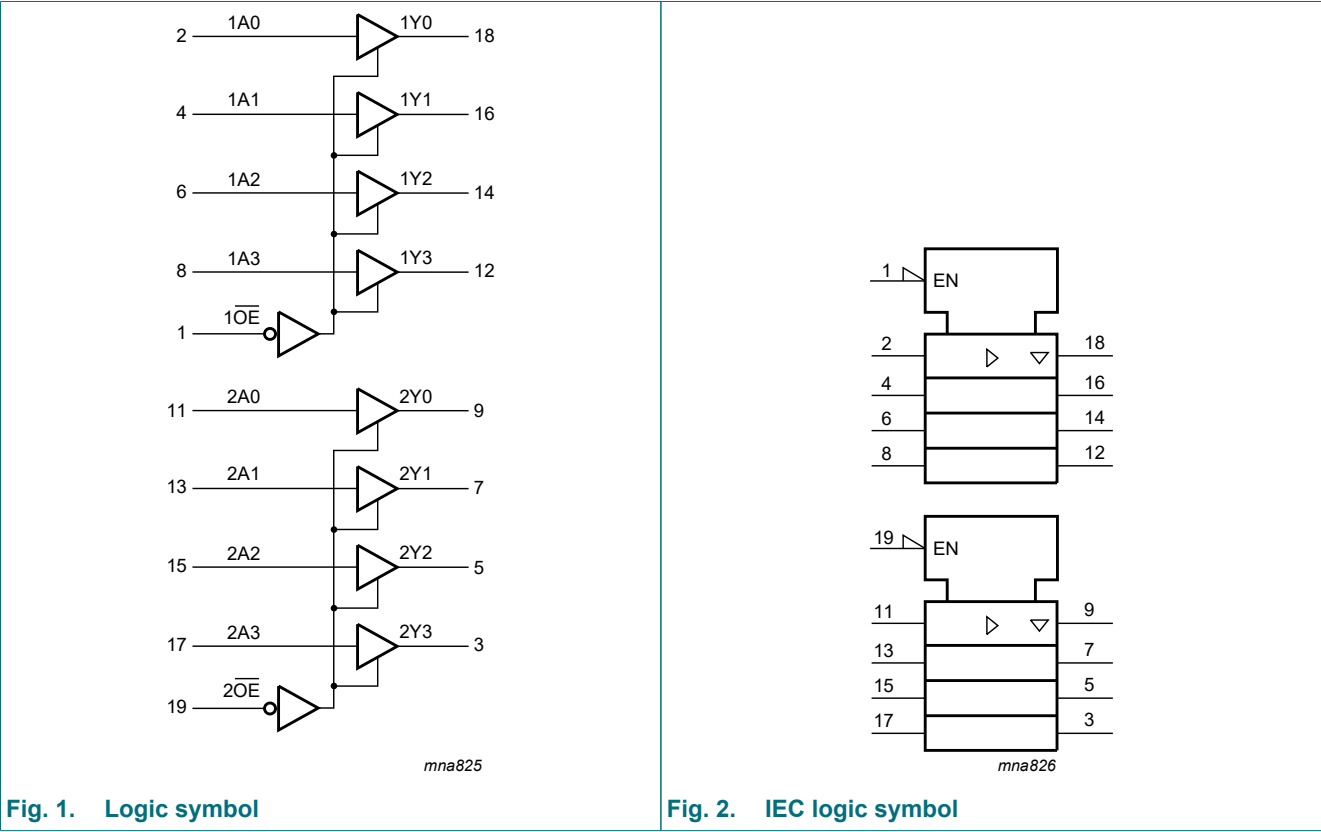 2 1A0 1Y0 18
4 1A1 1Y1 16
6 1A2 1Y2 14
8 1A3 1Y3 12
1 1O̅E̅
11 2A0 2Y0 9
13 2A1 2Y1 7
15 2A2 2Y2 5
17 2A3 2Y3 3
19 2O̅E̅
mna825
Fig. 1. Logic symbol
1 EN
2 18
4 16
6 14
8 12
19 EN
11 9
13 7
15 5
17 3
mna826
Fig. 2. IEC logic symbol